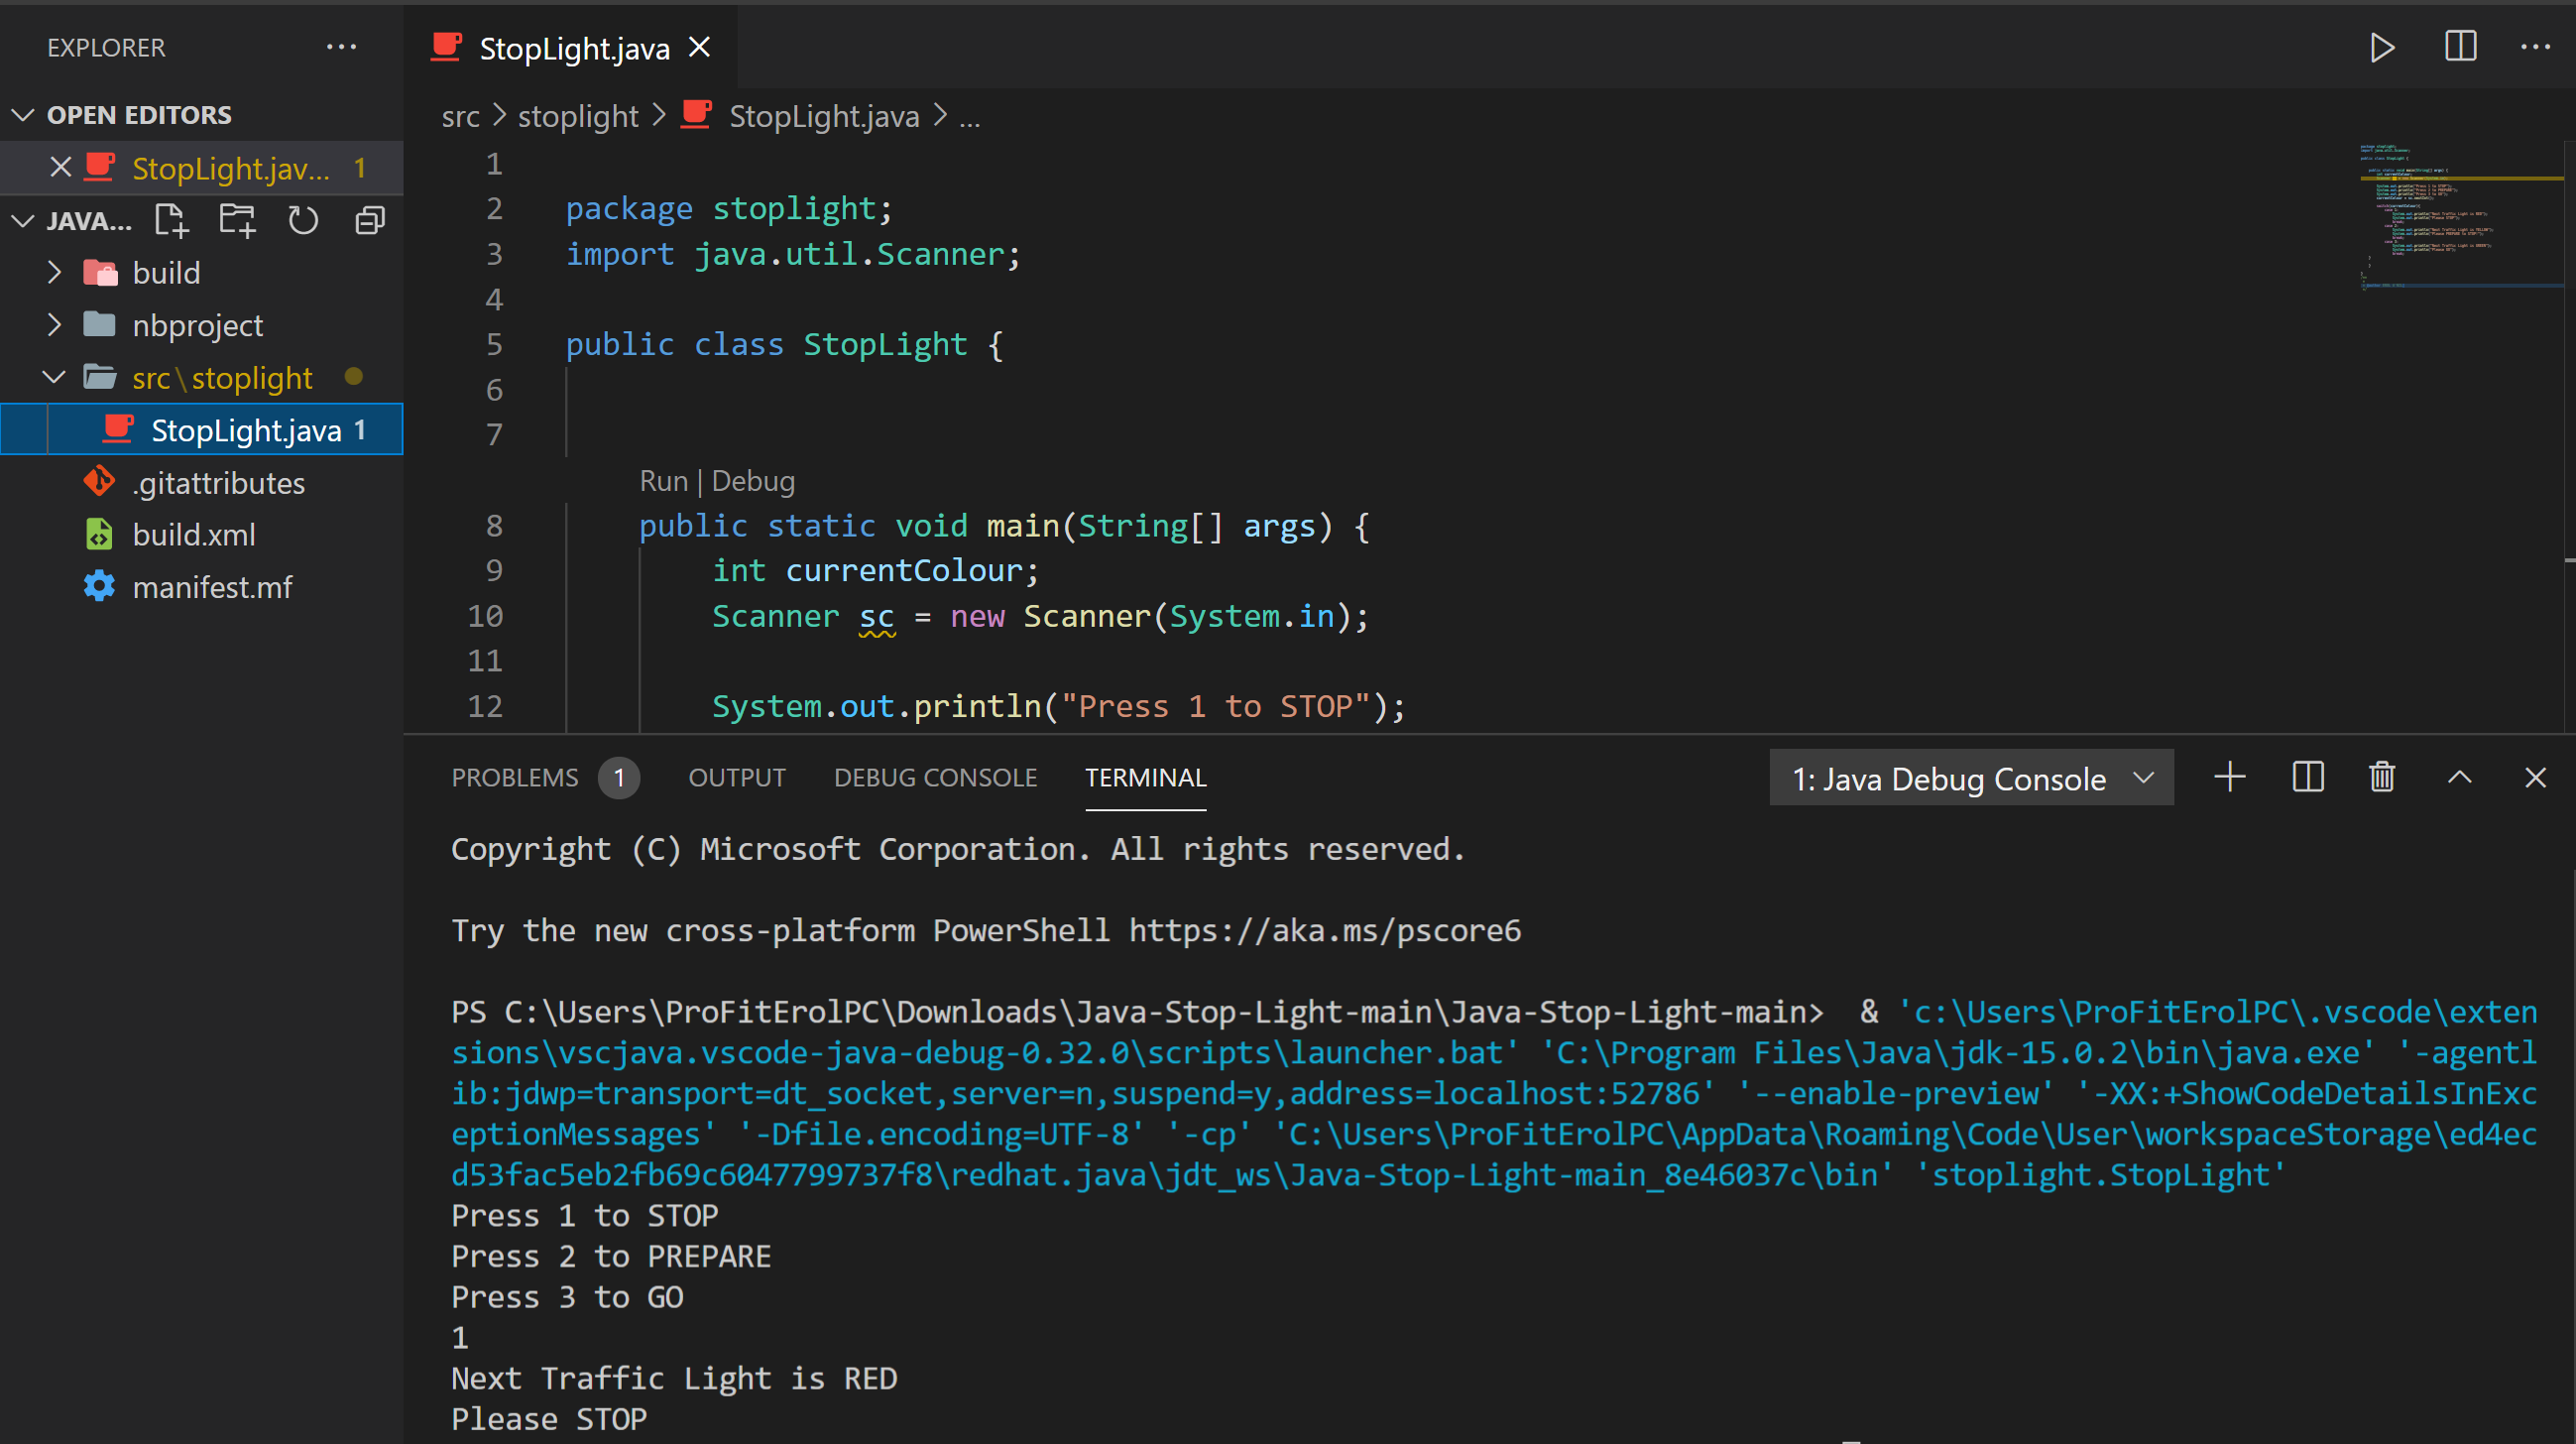 EXPLORER
OPEN EDITORS
StopLight.jav... 1
JAVA...
build
nbproject
src\stoplight
StopLight.java 1
.gitattributes
build.xml
manifest.mf
StopLight.java
src > stoplight > StopLight.java > ...
1
2 package stoplight;
3 import java.util.Scanner;
4
5 public class StopLight {
6
7
Run | Debug
8 public static void main(String[] args) {
9 int currentColour;
10 Scanner sc = new Scanner(System.in);
11
12 System.out.println("Press 1 to STOP");
PROBLEMS 1 OUTPUT DEBUG CONSOLE TERMINAL 1: Java Debug Console
Copyright (C) Microsoft Corporation. All rights reserved.
Try the new cross-platform PowerShell https://aka.ms/pscore6
PS C:\Users\ProFitErolPC\Downloads\Java-Stop-Light-main\Java-Stop-Light-main>  & 'c:\Users\ProFitErolPC\.vscode\exten
sions\vscjava.vscode-java-debug-0.32.0\scripts\launcher.bat' 'C:\Program Files\Java\jdk-15.0.2\bin\java.exe' '-agentl
ib:jdwp=transport=dt_socket,server=n,suspend=y,address=localhost:52786' '--enable-preview' '-XX:+ShowCodeDetailsInExc
eptionMessages' '-Dfile.encoding=UTF-8' '-cp' 'C:\Users\ProFitErolPC\AppData\Roaming\Code\User\workspaceStorage\ed4ec
d53fac5eb2fb69c6047799737f8\redhat.java\jdt_ws\Java-Stop-Light-main_8e46037c\bin' 'stoplight.StopLight'
Press 1 to STOP
Press 2 to PREPARE
Press 3 to GO
1
Next Traffic Light is RED
Please STOP